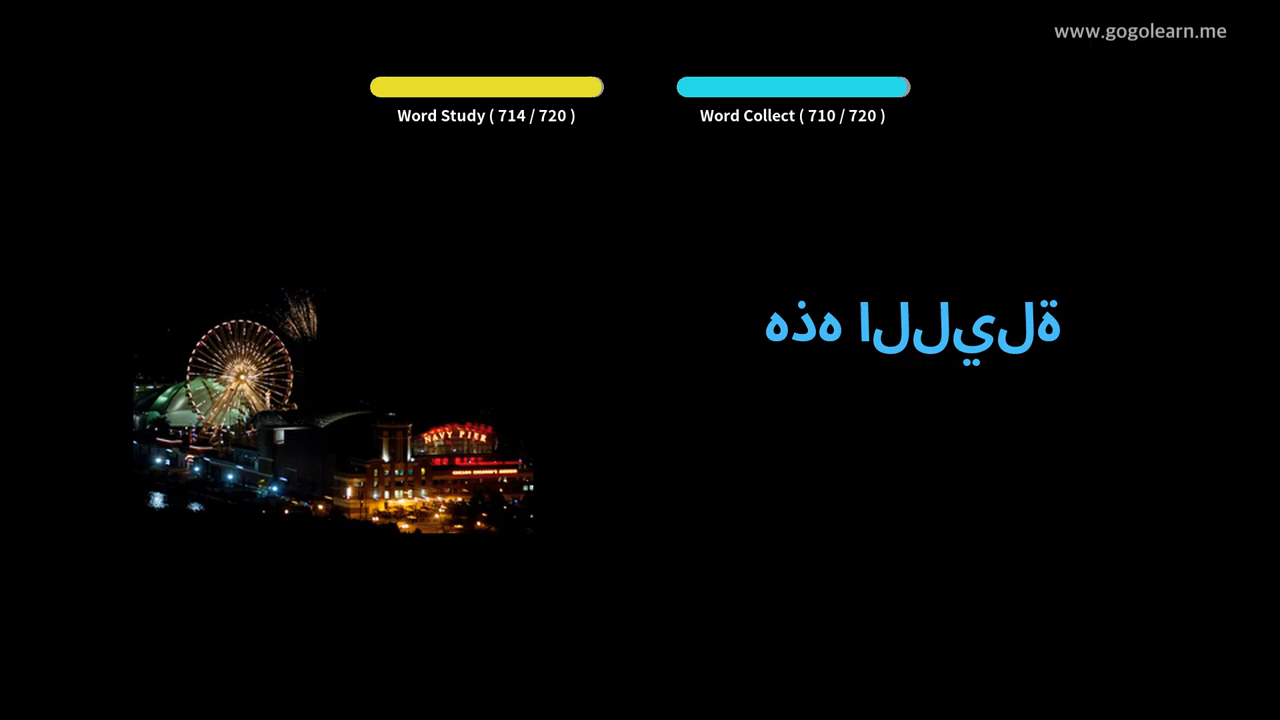 www.gogolearn.me
Word Study ( 714 / 720 )
Word Collect ( 710 / 720 )
هذه الليلة
NAVY PIER